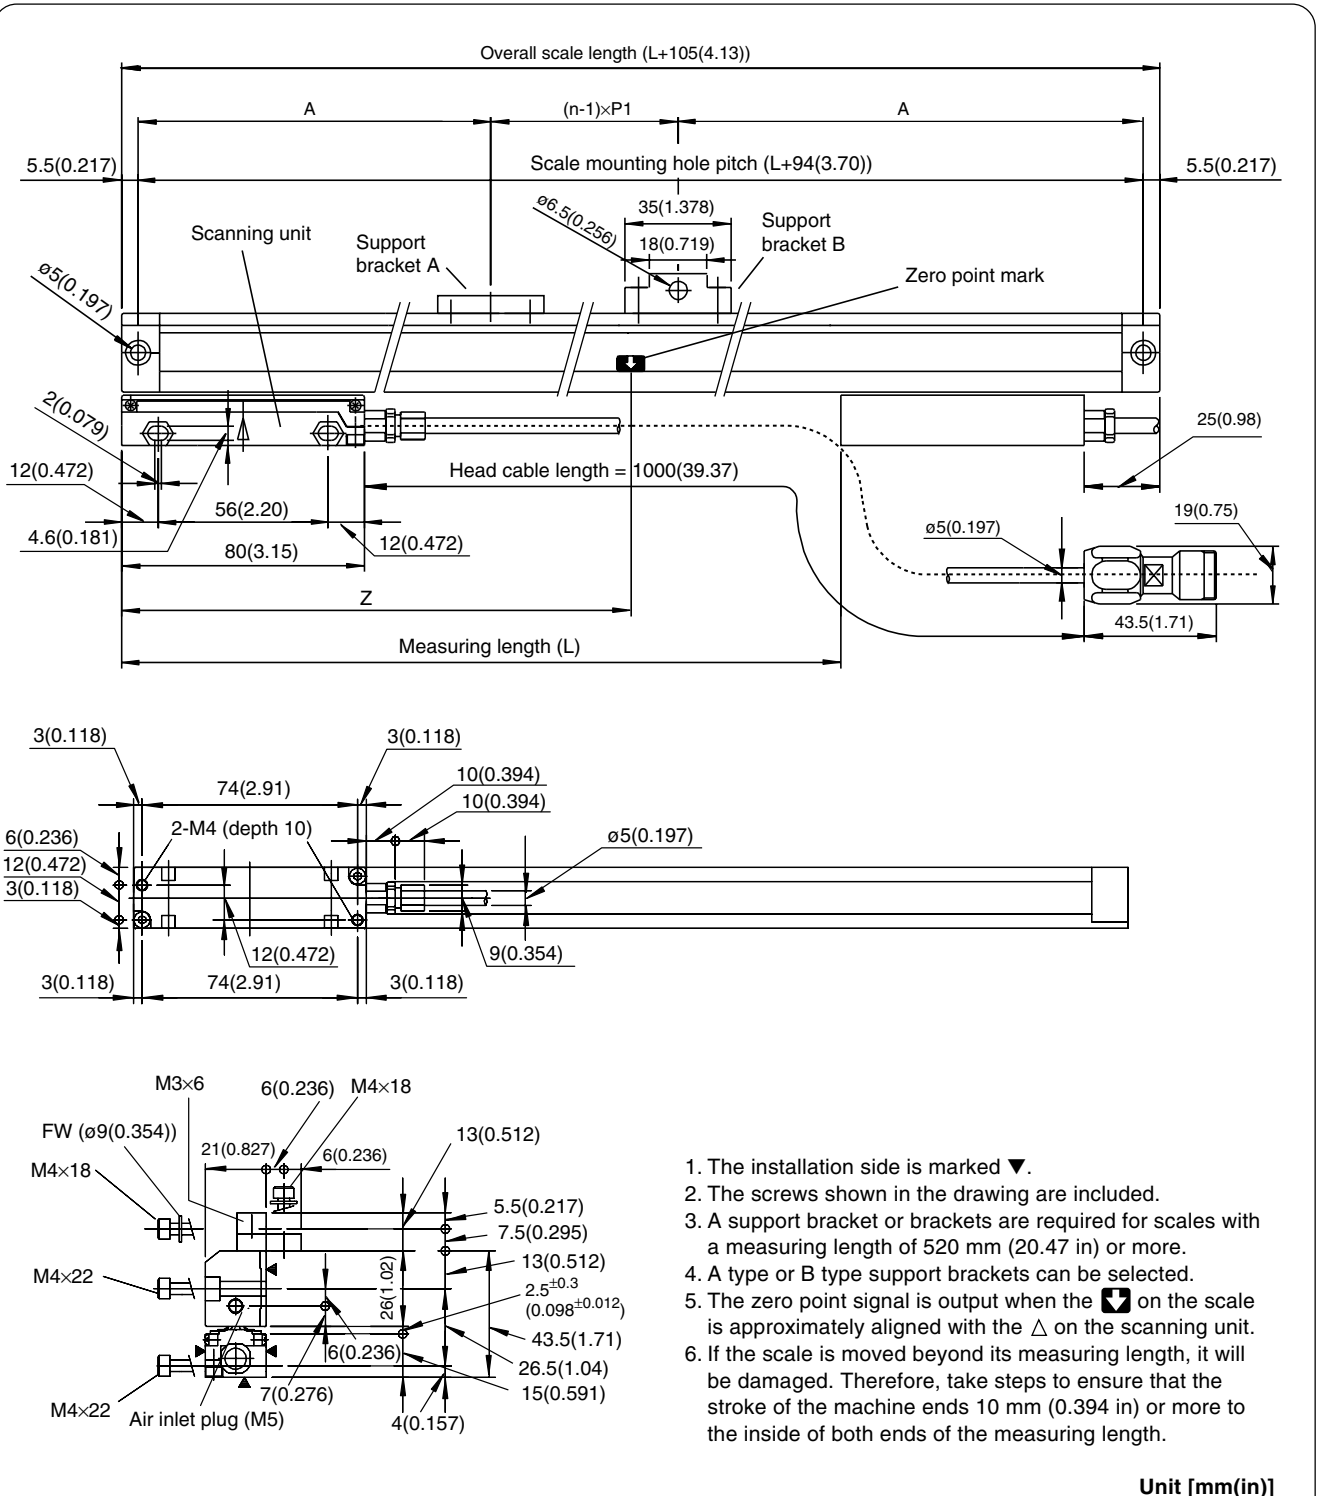 Overall scale length (L+105(4.13))
A
(n-1)×P1
A
5.5(0.217)
Scale mounting hole pitch (L+94(3.70))
5.5(0.217)
ø6.5(0.256)
35(1.378)
18(0.719)
Support
bracket B
Scanning unit
Support
bracket A
Zero point mark
ø5(0.197)
2(0.079)
25(0.98)
12(0.472)
Head cable length = 1000(39.37)
56(2.20)
4.6(0.181)
12(0.472)
80(3.15)
ø5(0.197)
19(0.75)
Z
43.5(1.71)
Measuring length (L)
3(0.118)
3(0.118)
74(2.91)
10(0.394)
10(0.394)
2-M4 (depth 10)
6(0.236)
12(0.472)
3(0.118)
ø5(0.197)
12(0.472)
9(0.354)
3(0.118)
74(2.91)
3(0.118)
M3×6
6(0.236)
M4×18
FW (ø9(0.354))
21(0.827)
6(0.236)
13(0.512)
M4×18
5.5(0.217)
7.5(0.295)
13(0.512)
M4×22
26(1.02)
2.5±0.3
(0.098±0.012)
43.5(1.71)
6(0.236)
26.5(1.04)
7(0.276)
15(0.591)
M4×22
Air inlet plug (M5)
4(0.157)
1. The installation side is marked ▼.
2. The screws shown in the drawing are included.
3. A support bracket or brackets are required for scales with
a measuring length of 520 mm (20.47 in) or more.
4. A type or B type support brackets can be selected.
5. The zero point signal is output when the ⬇ on the scale
is approximately aligned with the △ on the scanning unit.
6. If the scale is moved beyond its measuring length, it will
be damaged. Therefore, take steps to ensure that the
stroke of the machine ends 10 mm (0.394 in) or more to
the inside of both ends of the measuring length.
Unit [mm(in)]